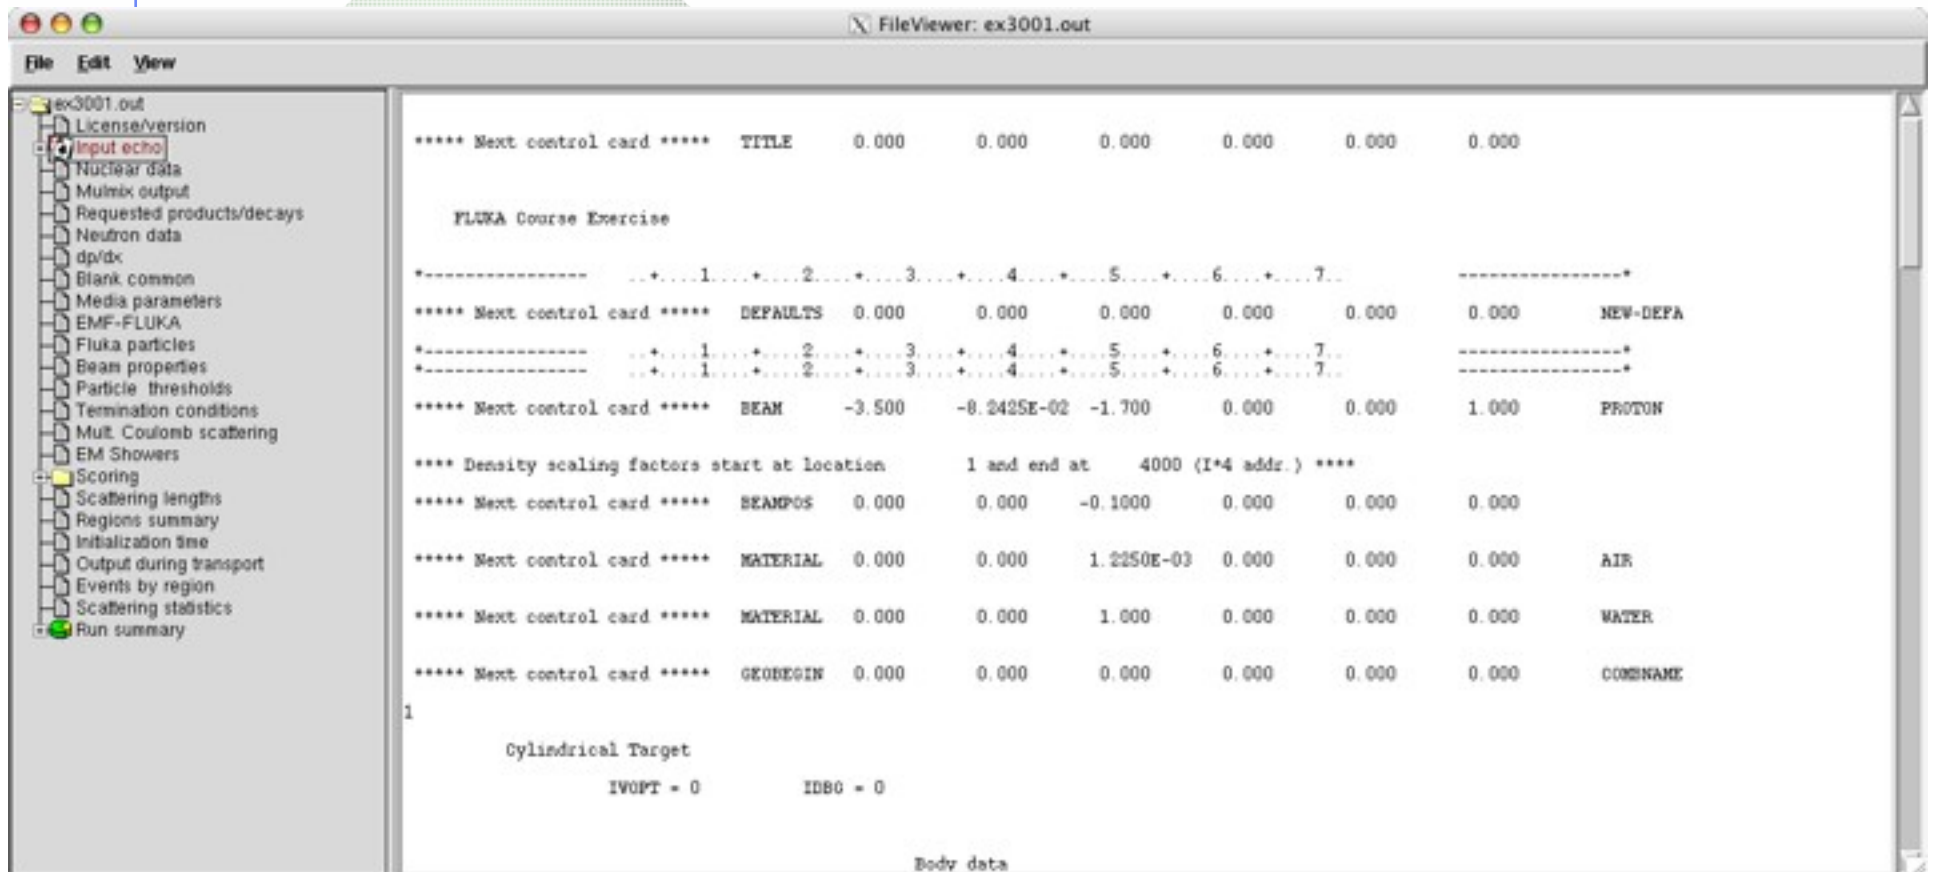 FileViewer: ex3001.out
File Edit View
ex3001.out
License/version
Input echo
Nuclear data
Mulmix output
Requested products/decays
Neutron data
dp/dx
Blank common
Media parameters
EMF-FLUKA
Fluka particles
Beam properties
Particle thresholds
Termination conditions
Mult. Coulomb scattering
EM Showers
Scoring
Scattering lengths
Regions summary
Initialization time
Output during transport
Events by region
Scattering statistics
Run summary
***** Next control card ***** TITLE 0.000 0.000 0.000 0.000 0.000 0.000
FLUKA Course Exercise
*---------------- ..+....1....+....2....+....3....+....4....+....5....+....6....+....7.. ----------------*
***** Next control card ***** DEFAULTS 0.000 0.000 0.000 0.000 0.000 0.000 NEW-DEFA
*---------------- ..+....1....+....2....+....3....+....4....+....5....+....6....+....7.. ----------------*
*---------------- ..+....1....+....2....+....3....+....4....+....5....+....6....+....7.. ----------------*
***** Next control card ***** BEAM -3.500 -8.2425E-02 -1.700 0.000 0.000 1.000 PROTON
**** Density scaling factors start at location 1 and end at 4000 (I*4 addr.) ****
***** Next control card ***** BEAMPOS 0.000 0.000 -0.1000 0.000 0.000 0.000
***** Next control card ***** MATERIAL 0.000 0.000 1.2250E-03 0.000 0.000 0.000 AIR
***** Next control card ***** MATERIAL 0.000 0.000 1.000 0.000 0.000 0.000 WATER
***** Next control card ***** GEOBEGIN 0.000 0.000 0.000 0.000 0.000 0.000 COMBNAME
1
Cylindrical Target
IVOPT = 0 IDBG = 0
Body data